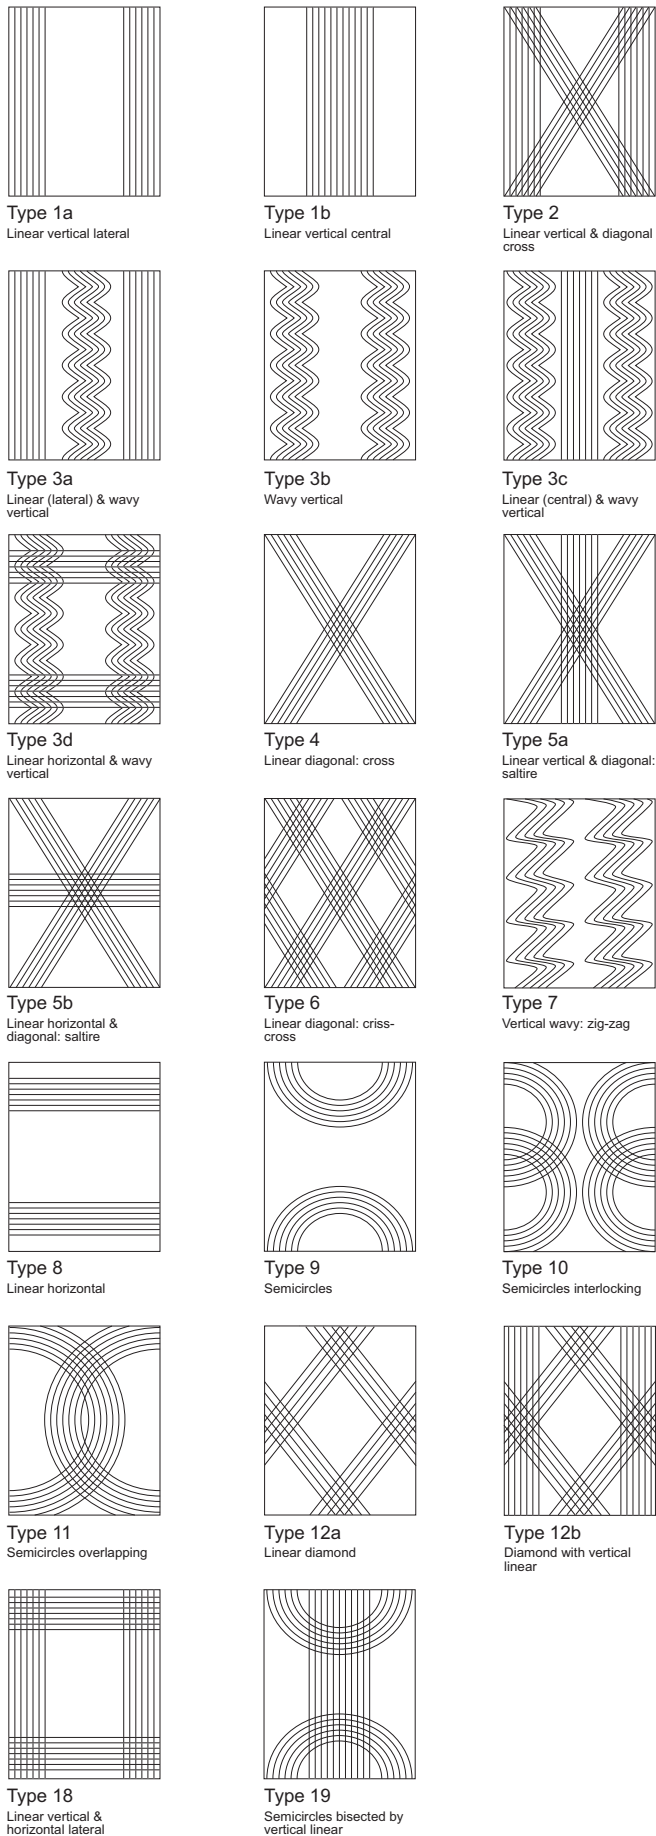 Type 1a
Linear vertical lateral
Type 1b
Linear vertical central
Type 2
Linear vertical & diagonal
cross
Type 3a
Linear (lateral) & wavy
vertical
Type 3b
Wavy vertical
Type 3c
Linear (central) & wavy
vertical
Type 3d
Linear horizontal & wavy
vertical
Type 4
Linear diagonal: cross
Type 5a
Linear vertical & diagonal:
saltire
Type 5b
Linear horizontal &
diagonal: saltire
Type 6
Linear diagonal: criss-
cross
Type 7
Vertical wavy: zig-zag
Type 8
Linear horizontal
Type 9
Semicircles
Type 10
Semicircles interlocking
Type 11
Semicircles overlapping
Type 12a
Linear diamond
Type 12b
Diamond with vertical
linear
Type 18
Linear vertical &
horizontal lateral
Type 19
Semicircles bisected by
vertical linear